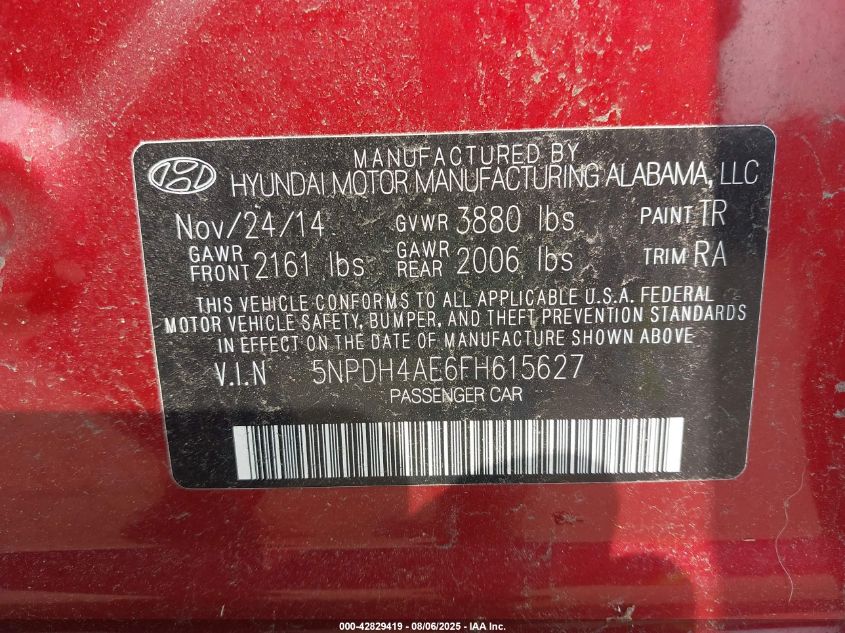 MANUFACTURED BY
HYUNDAI MOTOR MANUFACTURING ALABAMA, LLC
Nov/24/14 GVWR 3880 lbs PAINT TR
GAWR FRONT 2161 lbs GAWR REAR 2006 lbs TRIM RA
THIS VEHICLE CONFORMS TO ALL APPLICABLE U.S.A. FEDERAL
MOTOR VEHICLE SAFETY, BUMPER, AND THEFT PREVENTION STANDARDS
IN EFFECT ON THE DATE OF MANUFACTURE SHOWN ABOVE
V.I.N 5NPDH4AE6FH615627
PASSENGER CAR
000-42829419 - 08/06/2025 - IAA Inc.